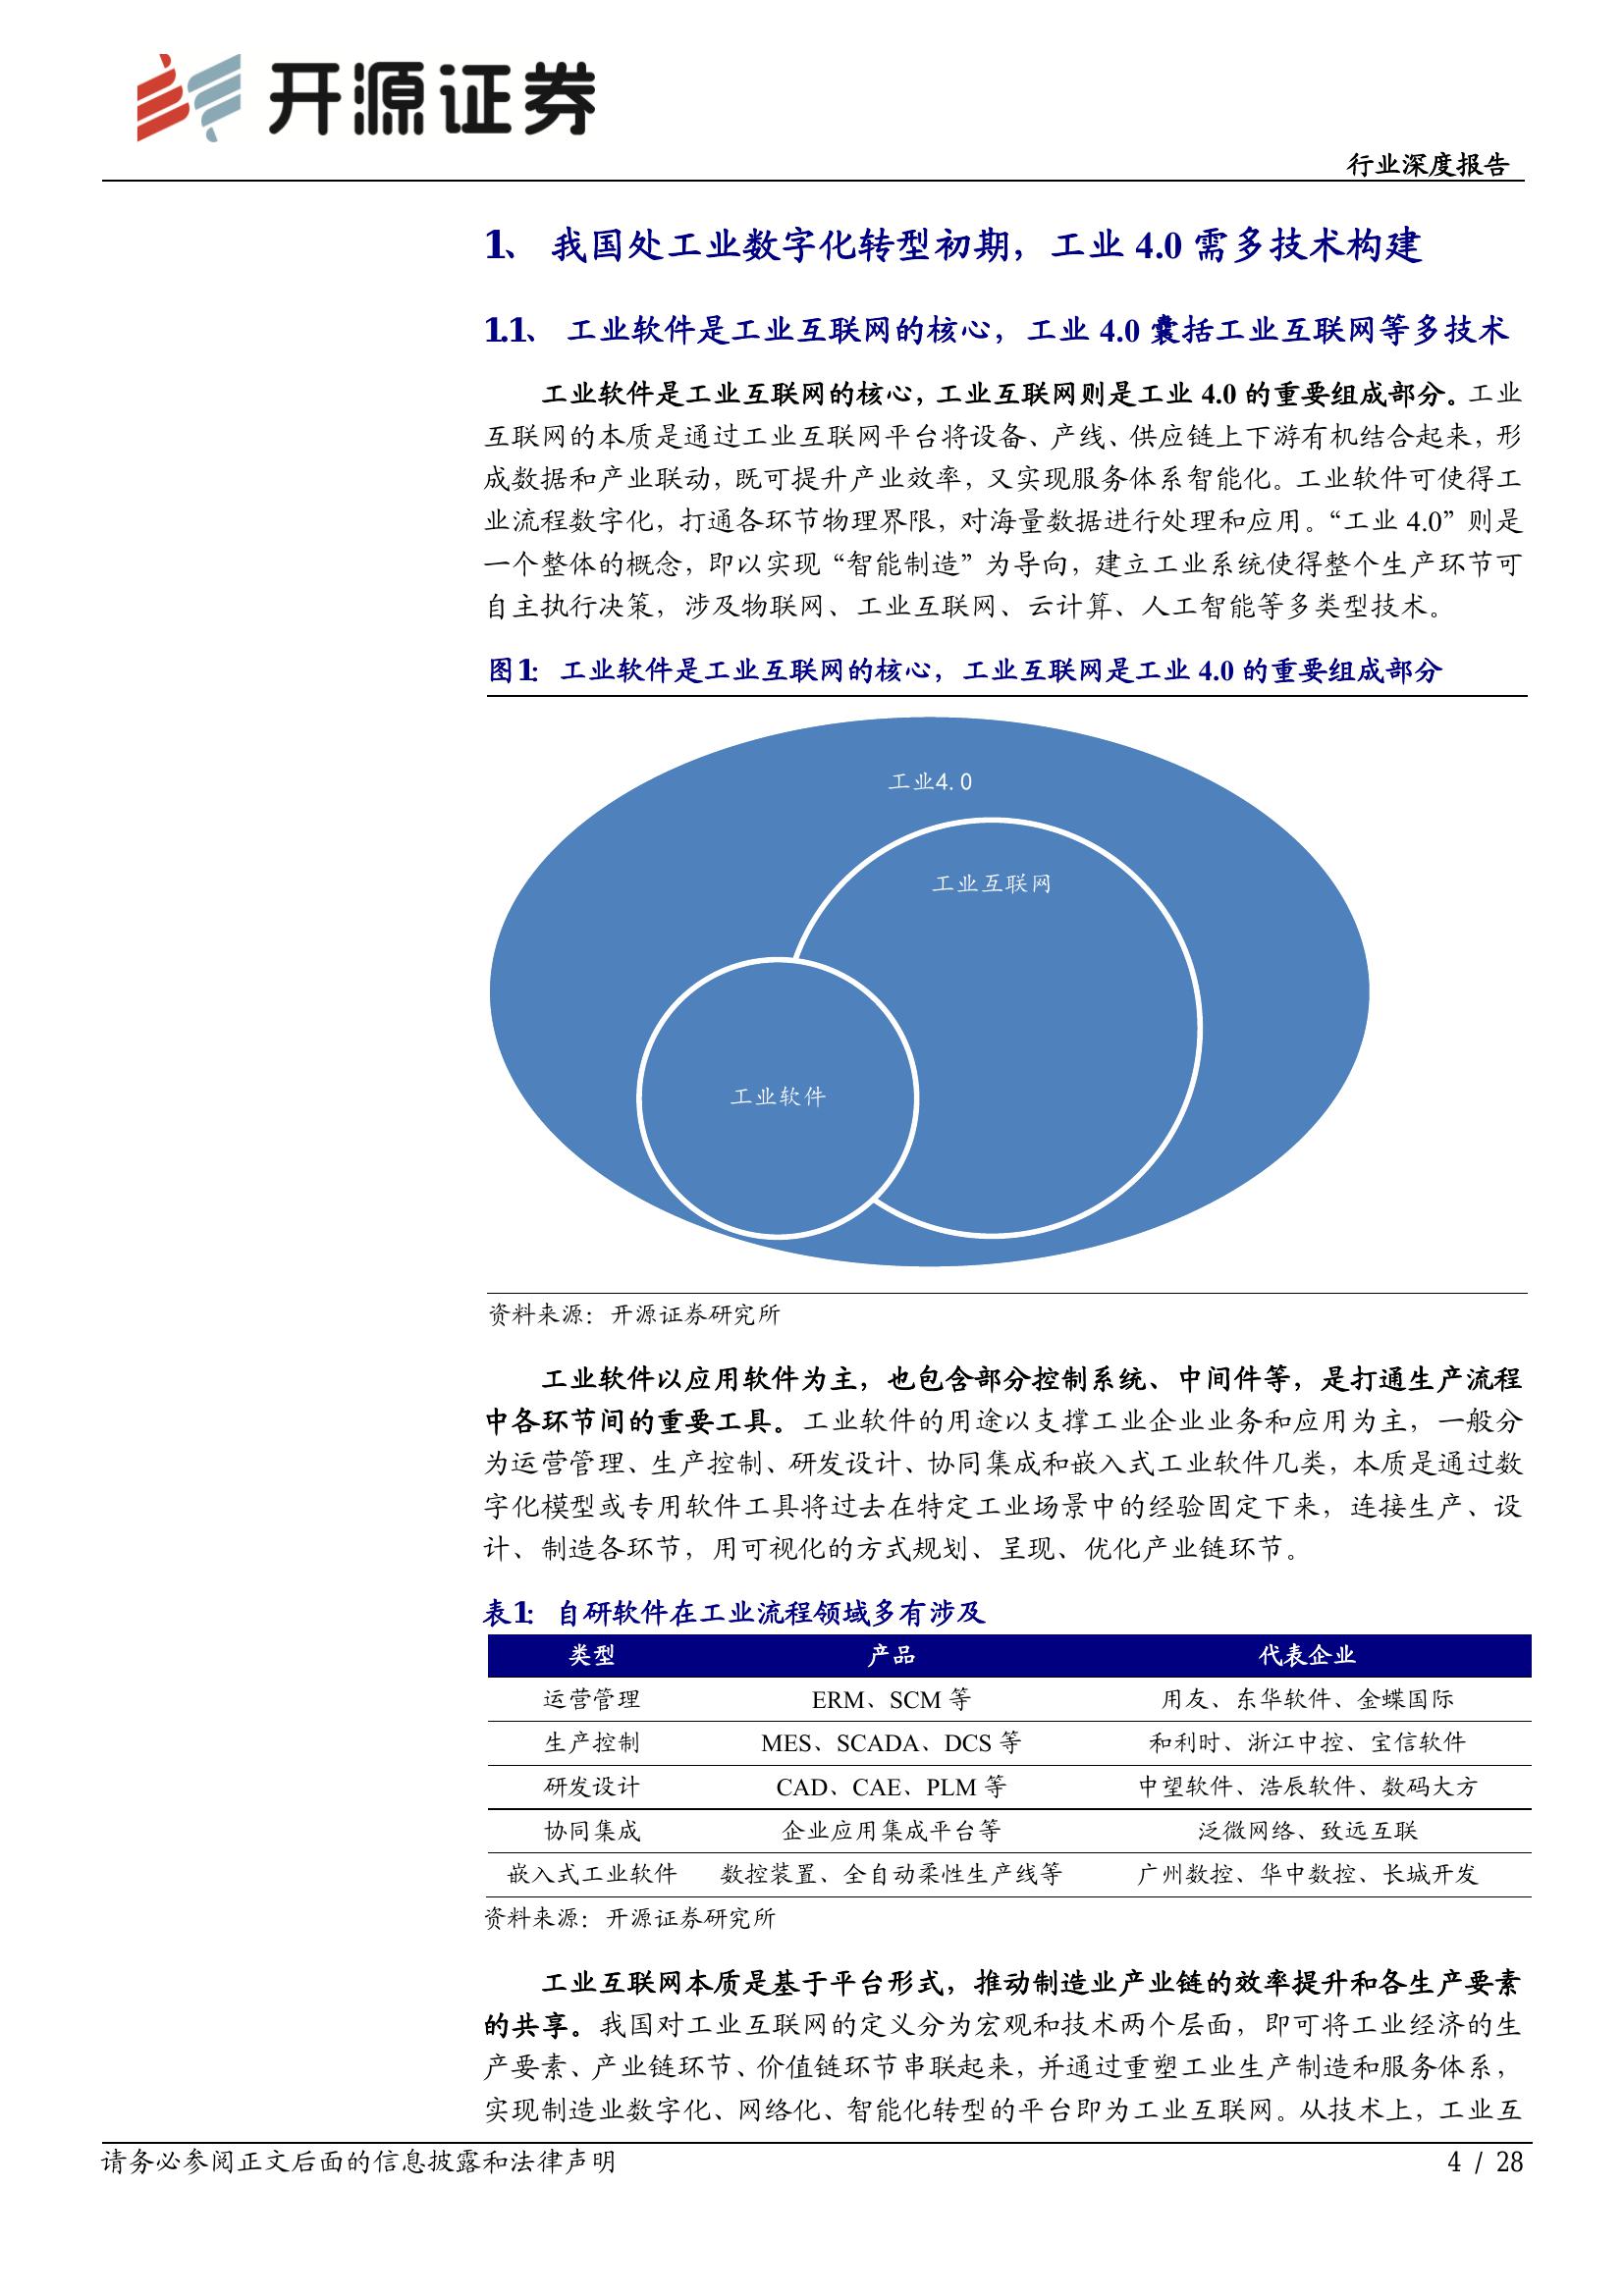 开源证券
行业深度报告
1、 我国处工业数字化转型初期，工业 4.0 需多技术构建
1.1、 工业软件是工业互联网的核心，工业 4.0 囊括工业互联网等多技术
工业软件是工业互联网的核心，工业互联网则是工业 4.0 的重要组成部分。工业
互联网的本质是通过工业互联网平台将设备、产线、供应链上下游有机结合起来，形
成数据和产业联动，既可提升产业效率，又实现服务体系智能化。工业软件可使得工
业流程数字化，打通各环节物理界限，对海量数据进行处理和应用。“工业 4.0”则是
一个整体的概念，即以实现“智能制造”为导向，建立工业系统使得整个生产环节可
自主执行决策，涉及物联网、工业互联网、云计算、人工智能等多类型技术。
图1： 工业软件是工业互联网的核心，工业互联网是工业 4.0 的重要组成部分
工业4.0
工业互联网
工业软件
资料来源：开源证券研究所
工业软件以应用软件为主，也包含部分控制系统、中间件等，是打通生产流程
中各环节间的重要工具。工业软件的用途以支撑工业企业业务和应用为主，一般分
为运营管理、生产控制、研发设计、协同集成和嵌入式工业软件几类，本质是通过数
字化模型或专用软件工具将过去在特定工业场景中的经验固定下来，连接生产、设
计、制造各环节，用可视化的方式规划、呈现、优化产业链环节。
表1： 自研软件在工业流程领域多有涉及
类型 产品 代表企业
运营管理 ERM、SCM 等 用友、东华软件、金蝶国际
生产控制 MES、SCADA、DCS 等 和利时、浙江中控、宝信软件
研发设计 CAD、CAE、PLM 等 中望软件、浩辰软件、数码大方
协同集成 企业应用集成平台等 泛微网络、致远互联
嵌入式工业软件 数控装置、全自动柔性生产线等 广州数控、华中数控、长城开发
资料来源：开源证券研究所
工业互联网本质是基于平台形式，推动制造业产业链的效率提升和各生产要素
的共享。我国对工业互联网的定义分为宏观和技术两个层面，即可将工业经济的生
产要素、产业链环节、价值链环节串联起来，并通过重塑工业生产制造和服务体系，
实现制造业数字化、网络化、智能化转型的平台即为工业互联网。从技术上，工业互
请务必参阅正文后面的信息披露和法律声明
4 / 28